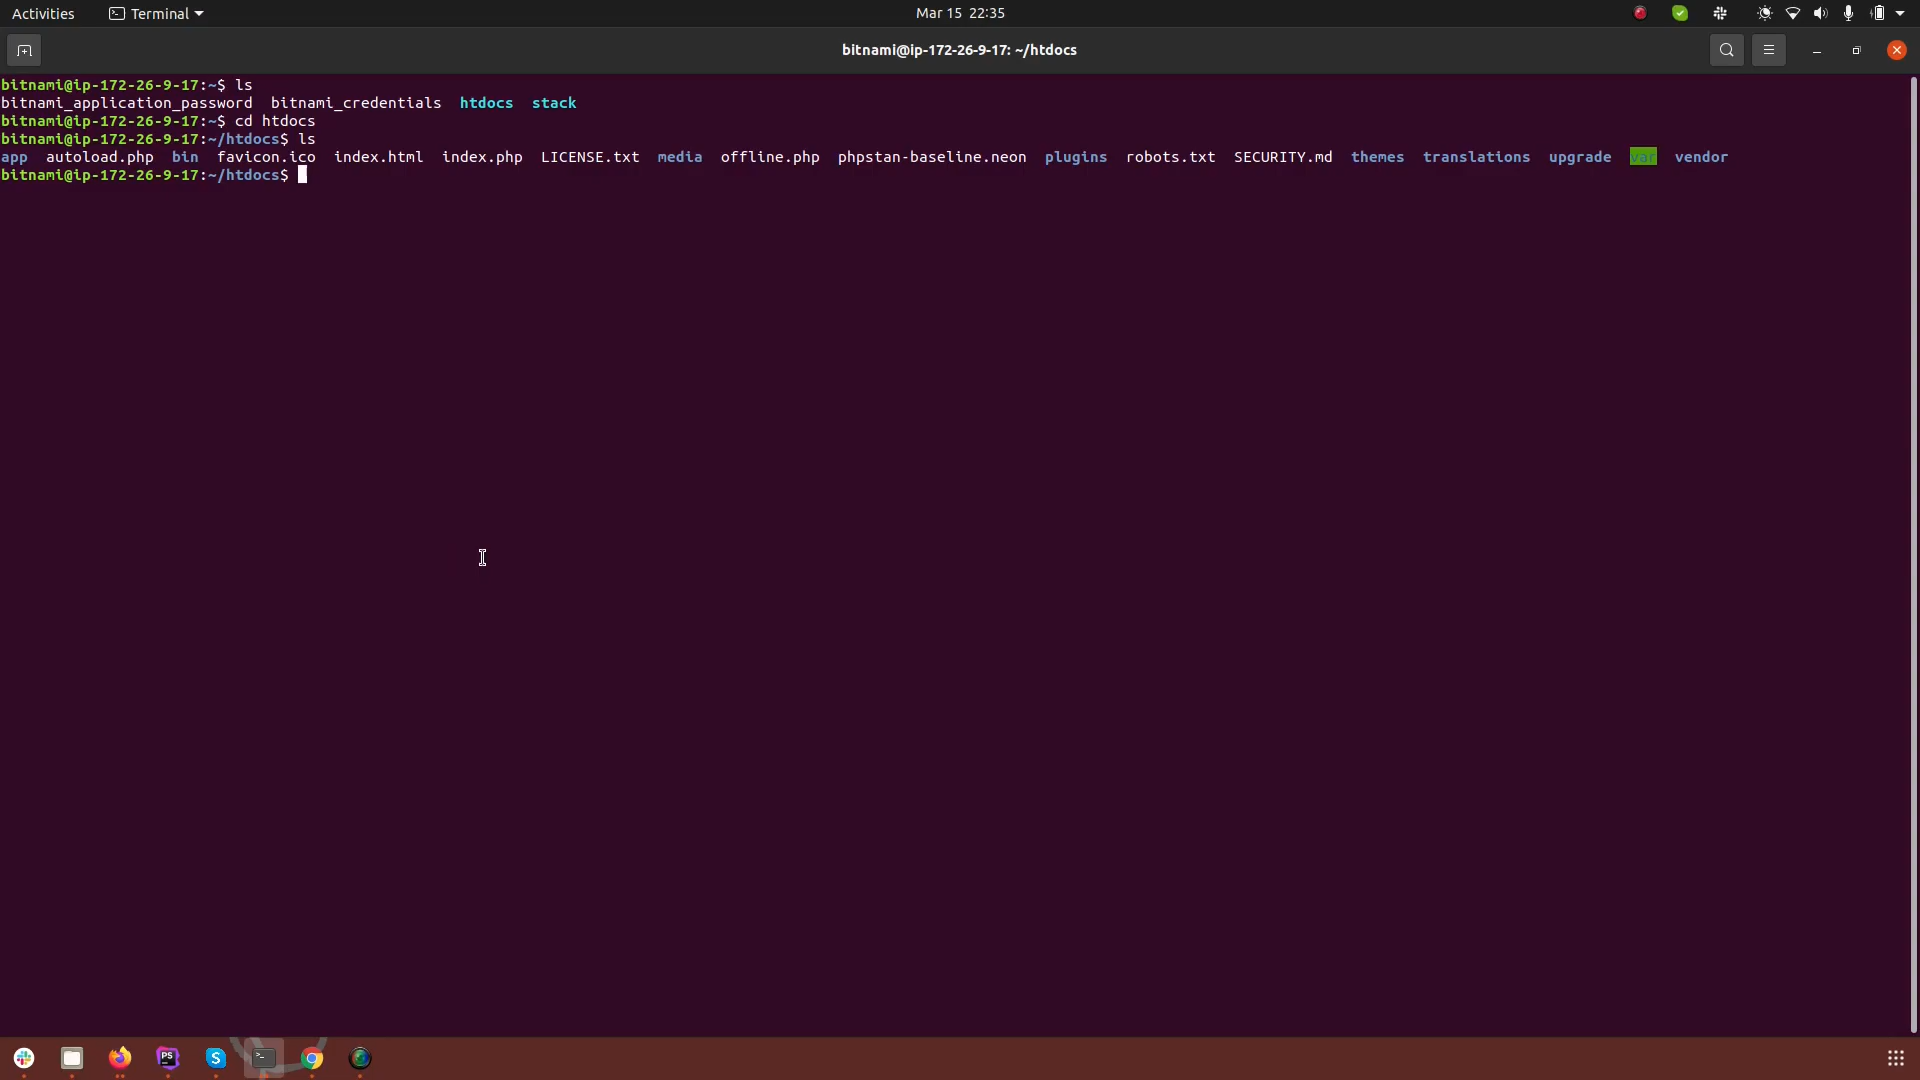 Activities Terminal Mar 15 22:35
bitnami@ip-172-26-9-17: ~/htdocs
bitnami@ip-172-26-9-17:~$ ls
bitnami_application_password bitnami_credentials htdocs stack
bitnami@ip-172-26-9-17:~$ cd htdocs
bitnami@ip-172-26-9-17:~/htdocs$ ls
app autoload.php bin favicon.ico index.html index.php LICENSE.txt media offline.php phpstan-baseline.neon plugins robots.txt SECURITY.md themes translations upgrade var vendor
bitnami@ip-172-26-9-17:~/htdocs$
PS S